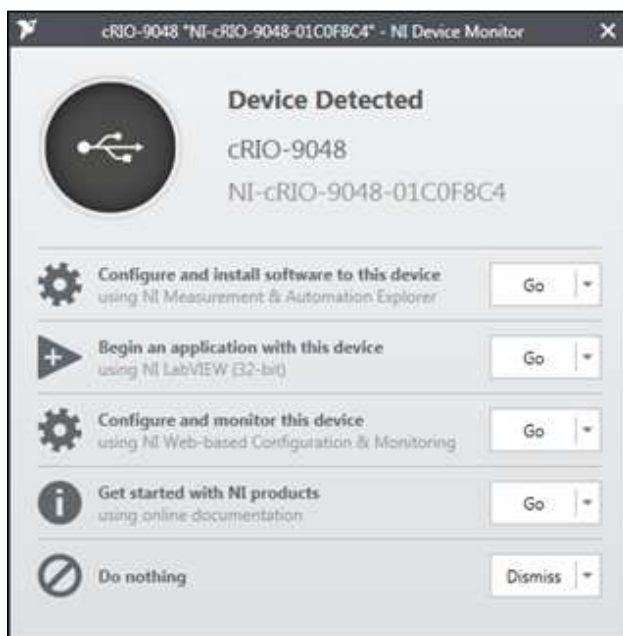 cRIO-9048 "NI-cRIO-9048-01C0F8C4" - NI Device Monitor
Device Detected
cRIO-9048
NI-cRIO-9048-01C0F8C4
Configure and install software to this device
using NI Measurement & Automation Explorer
Go
Begin an application with this device
using NI LabVIEW (32-bit)
Go
Configure and monitor this device
using NI Web-based Configuration & Monitoring
Go
Get started with NI products
using online documentation
Go
Do nothing
Dismiss